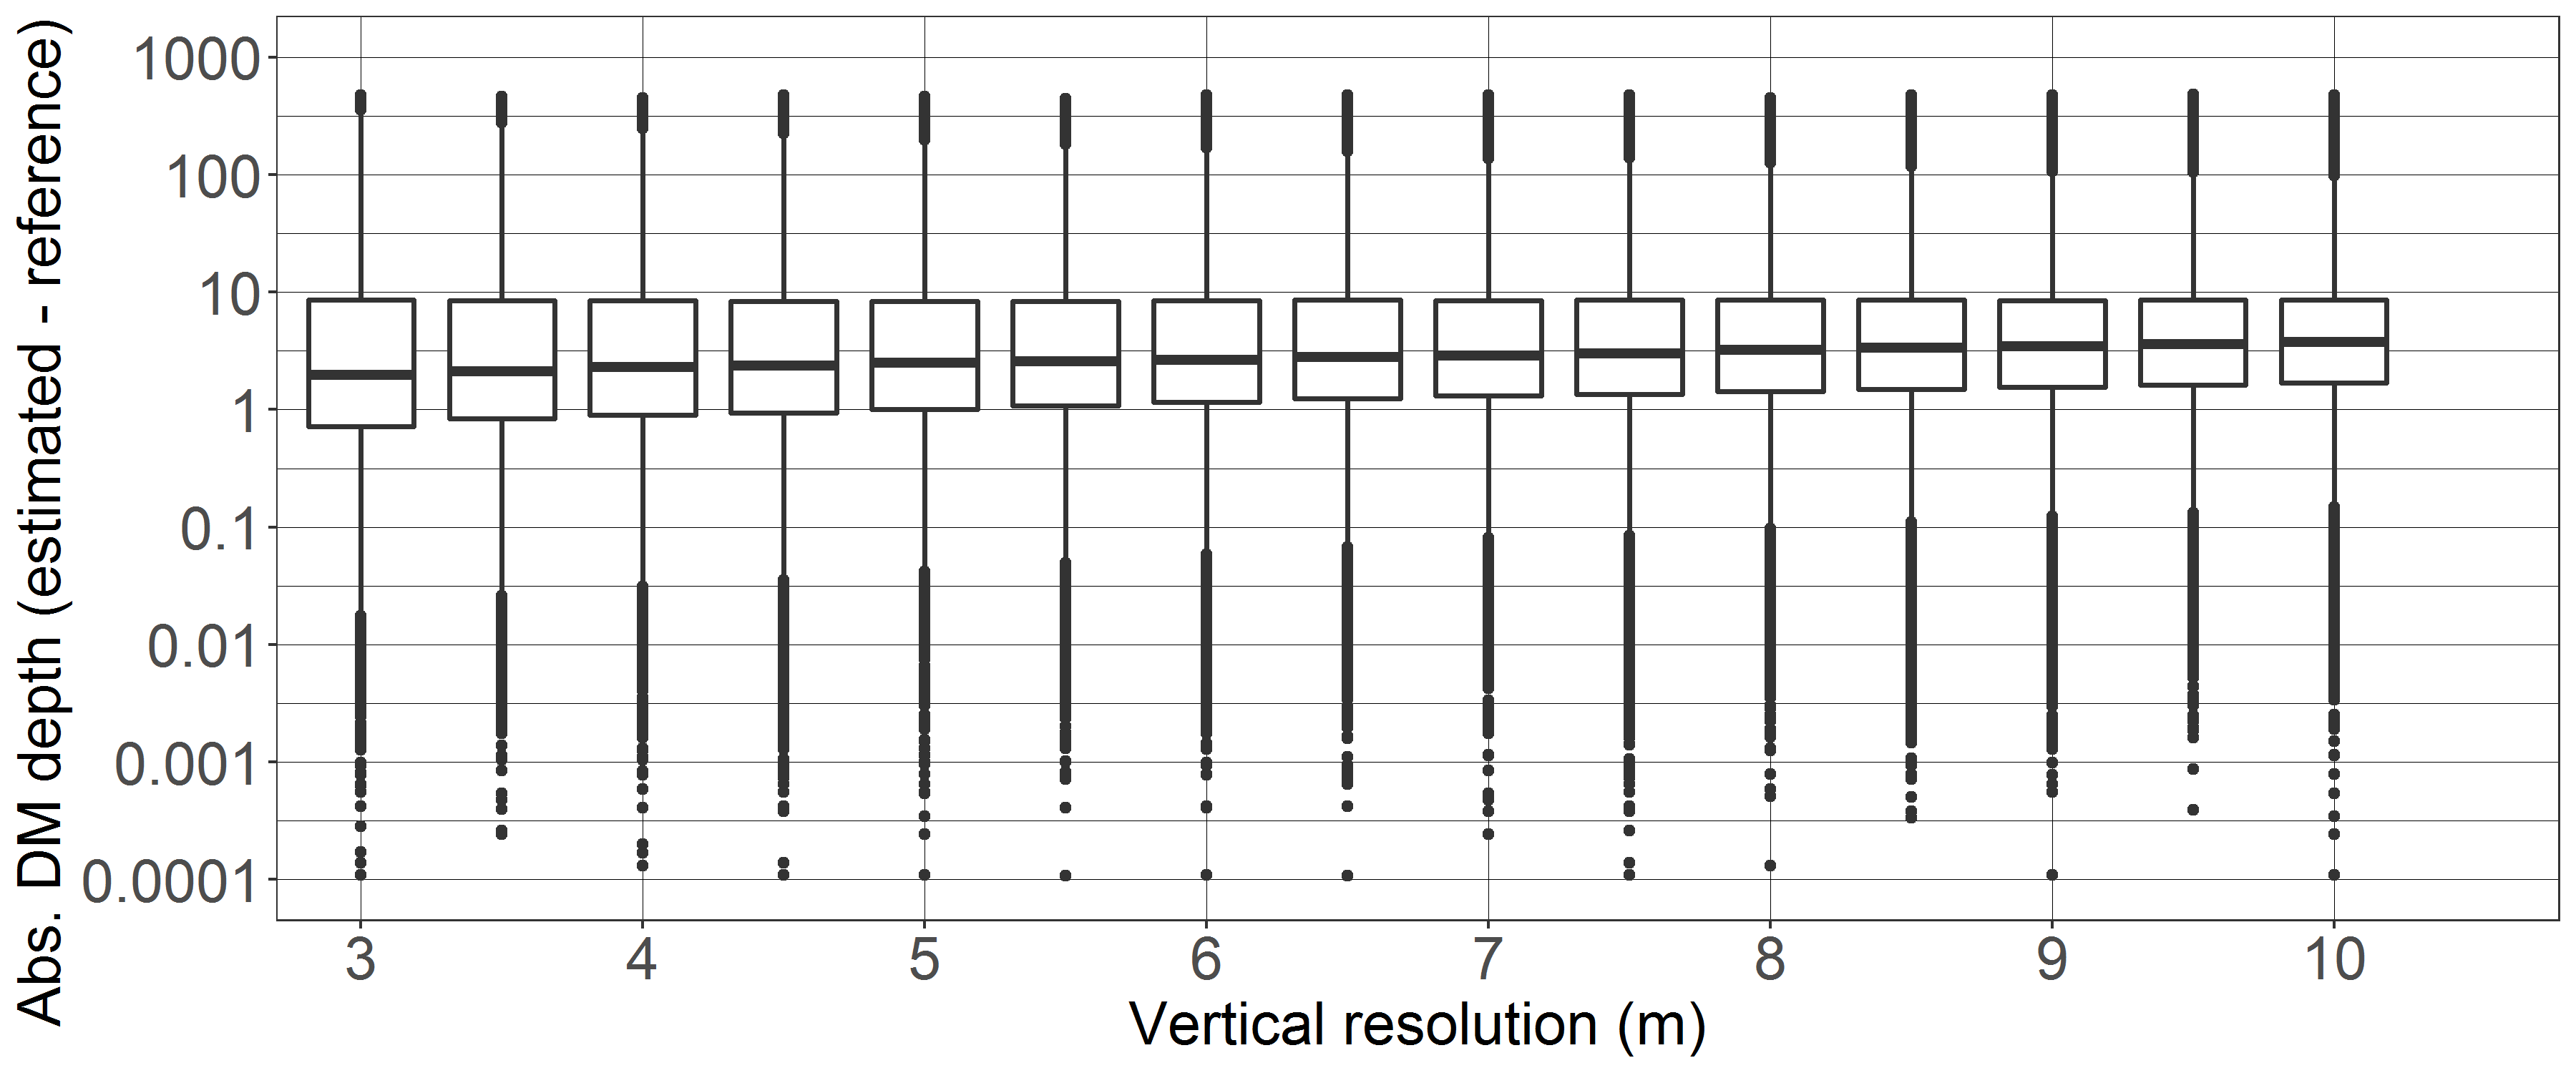 Abs. DM depth (estimated - reference)
1000
100
10
1
0.1
0.01
0.001
0.0001
3 4 5 6 7 8 9 10
Vertical resolution (m)